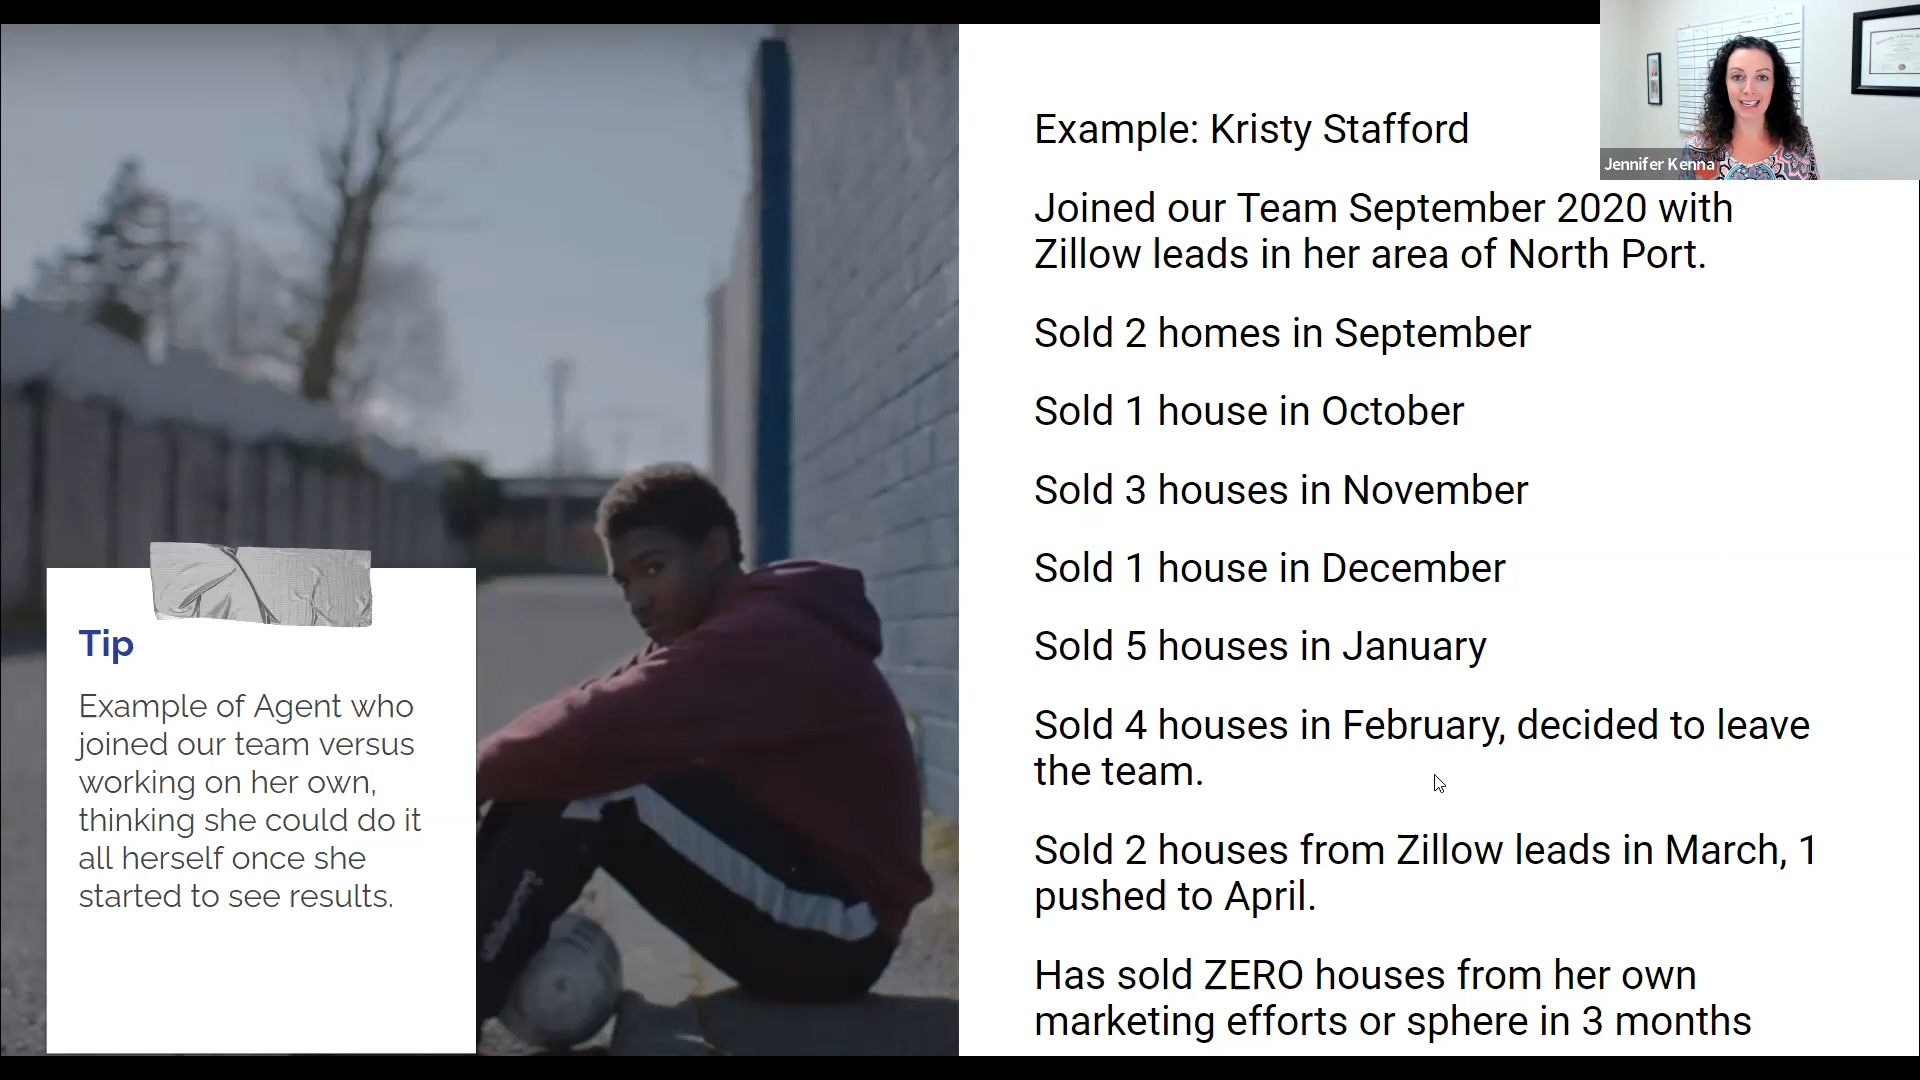 Example: Kristy Stafford
Jennifer Kenna
Joined our Team September 2020 with
Zillow leads in her area of North Port.
Sold 2 homes in September
Sold 1 house in October
Sold 3 houses in November
Sold 1 house in December
Sold 5 houses in January
Sold 4 houses in February, decided to leave
the team.
Sold 2 houses from Zillow leads in March, 1
pushed to April.
Has sold ZERO houses from her own
marketing efforts or sphere in 3 months
Tip
Example of Agent who
joined our team versus
working on her own,
thinking she could do it
all herself once she
started to see results.